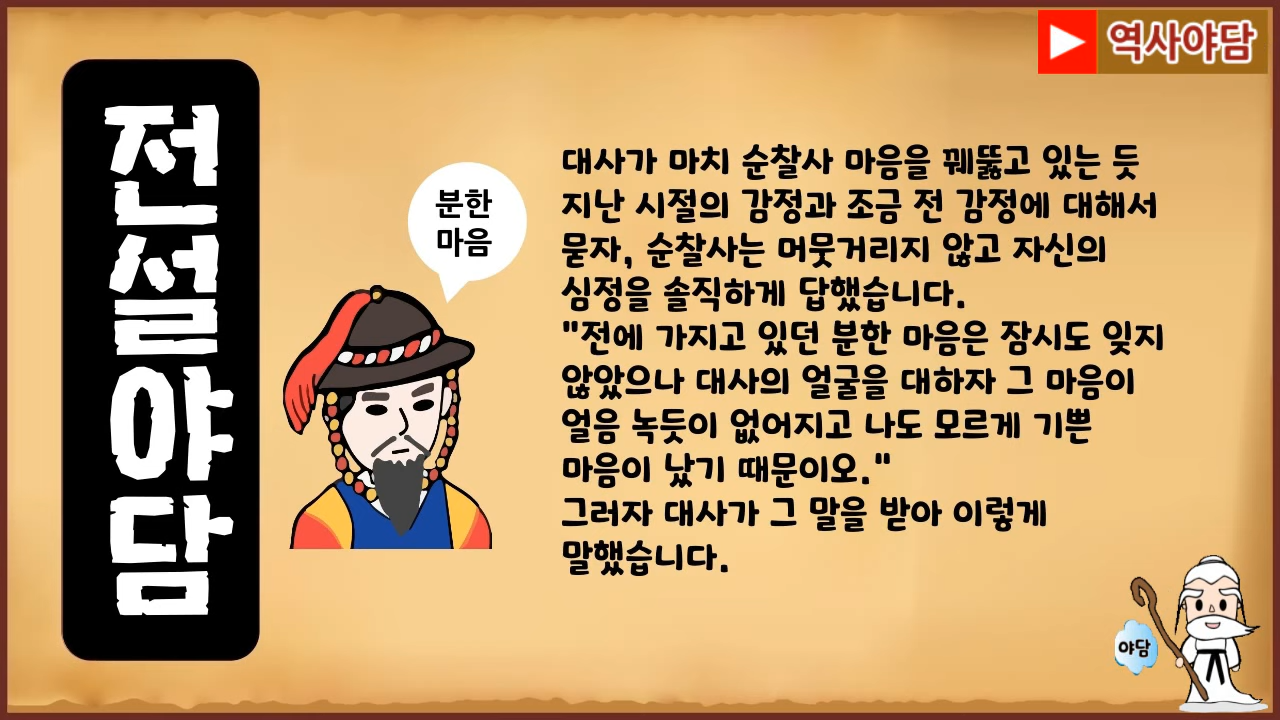 역사야담
전설야담
분한
마음
대사가 마치 순찰사 마음을 꿰뚫고 있는 듯
지난 시절의 감정과 조금 전 감정에 대해서
묻자, 순찰사는 머뭇거리지 않고 자신의
심정을 솔직하게 답했습니다.
"전에 가지고 있던 분한 마음은 잠시도 잊지
않았으나 대사의 얼굴을 대하자 그 마음이
얼음 녹듯이 없어지고 나도 모르게 기쁜
마음이 났기 때문이오."
그러자 대사가 그 말을 받아 이렇게
말했습니다.
야담